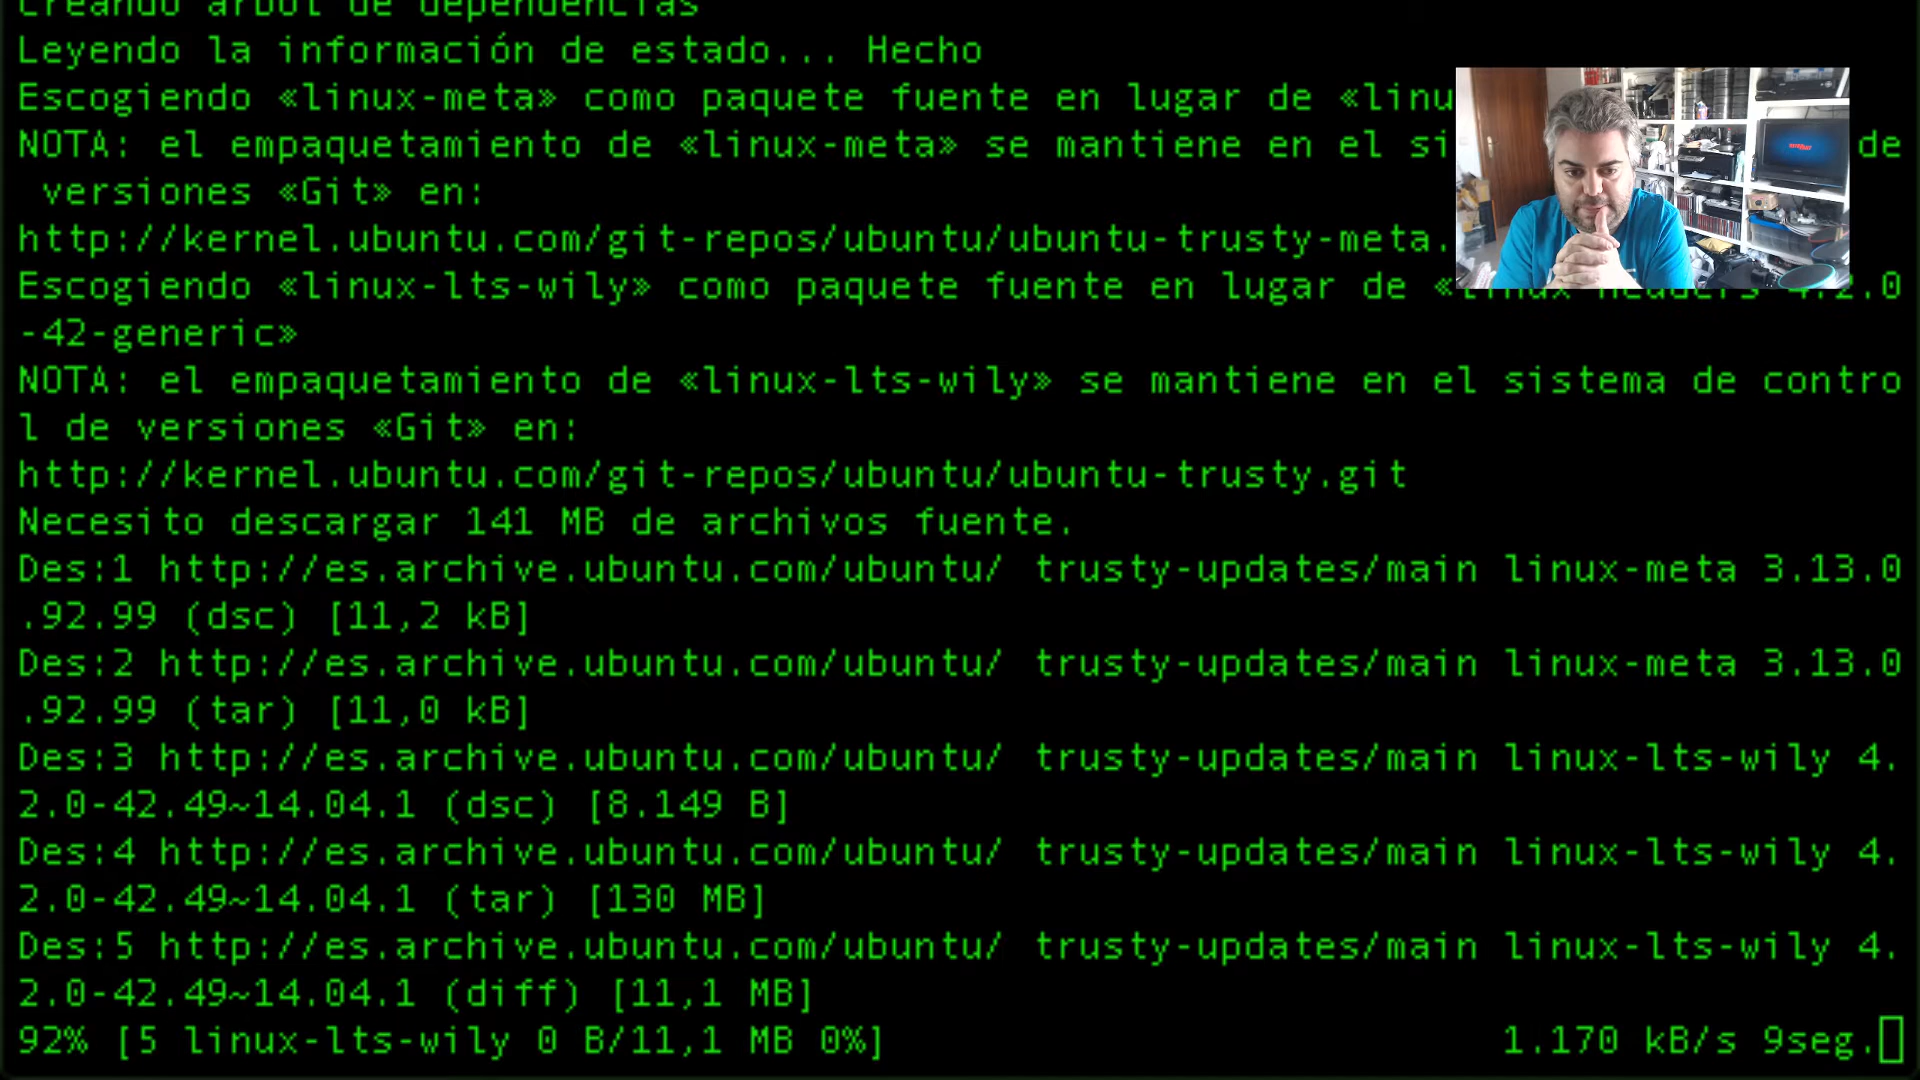 Creando árbol de dependencias
Leyendo la información de estado... Hecho
Escogiendo «linux-meta» como paquete fuente en lugar de «linu
NOTA: el empaquetamiento de «linux-meta» se mantiene en el si de
versiones «Git» en:
http://kernel.ubuntu.com/git-repos/ubuntu/ubuntu-trusty-meta.
Escogiendo «linux-lts-wily» como paquete fuente en lugar de «linux-headers-4.2.0
-42-generic»
NOTA: el empaquetamiento de «linux-lts-wily» se mantiene en el sistema de contro
l de versiones «Git» en:
http://kernel.ubuntu.com/git-repos/ubuntu/ubuntu-trusty.git
Necesito descargar 141 MB de archivos fuente.
Des:1 http://es.archive.ubuntu.com/ubuntu/ trusty-updates/main linux-meta 3.13.0
.92.99 (dsc) [11,2 kB]
Des:2 http://es.archive.ubuntu.com/ubuntu/ trusty-updates/main linux-meta 3.13.0
.92.99 (tar) [11,0 kB]
Des:3 http://es.archive.ubuntu.com/ubuntu/ trusty-updates/main linux-lts-wily 4.
2.0-42.49~14.04.1 (dsc) [8.149 B]
Des:4 http://es.archive.ubuntu.com/ubuntu/ trusty-updates/main linux-lts-wily 4.
2.0-42.49~14.04.1 (tar) [130 MB]
Des:5 http://es.archive.ubuntu.com/ubuntu/ trusty-updates/main linux-lts-wily 4.
2.0-42.49~14.04.1 (diff) [11,1 MB]
92% [5 linux-lts-wily 0 B/11,1 MB 0%] 1.170 kB/s 9seg.